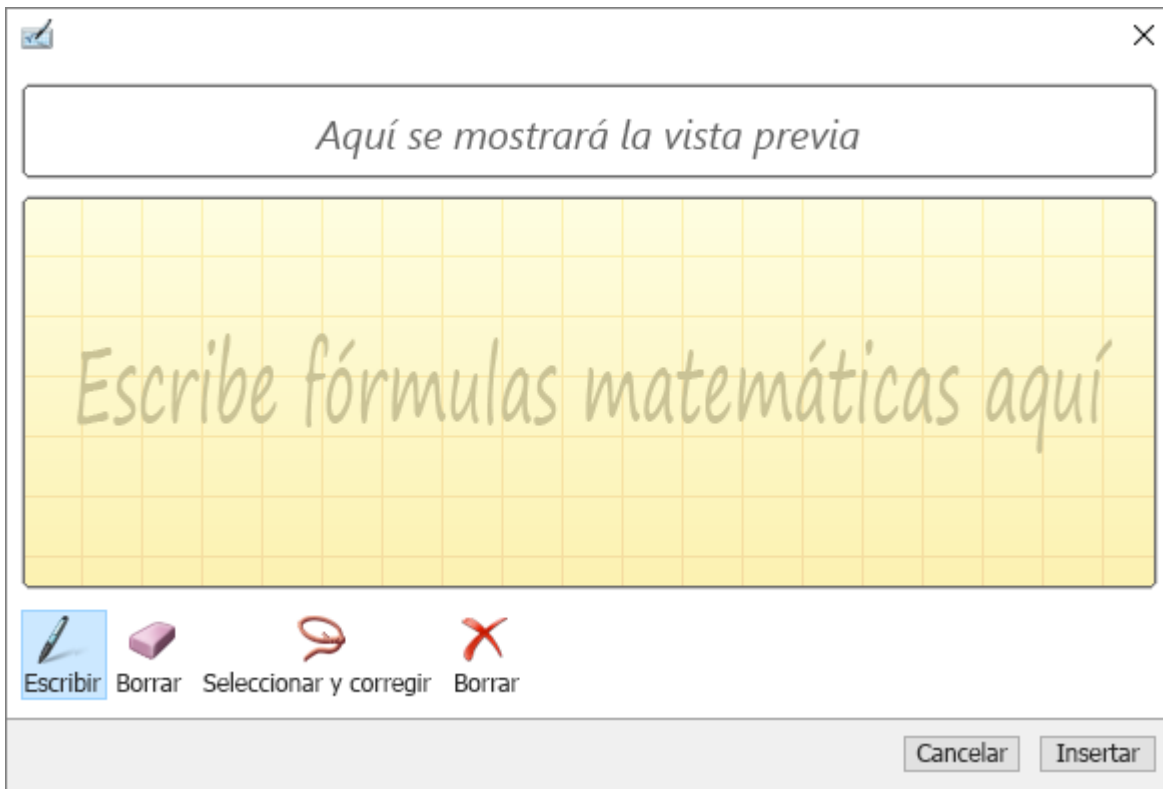 Aquí se mostrará la vista previa
Escribe fórmulas matemáticas aquí
Escribir Borrar Seleccionar y corregir Borrar
Cancelar Insertar